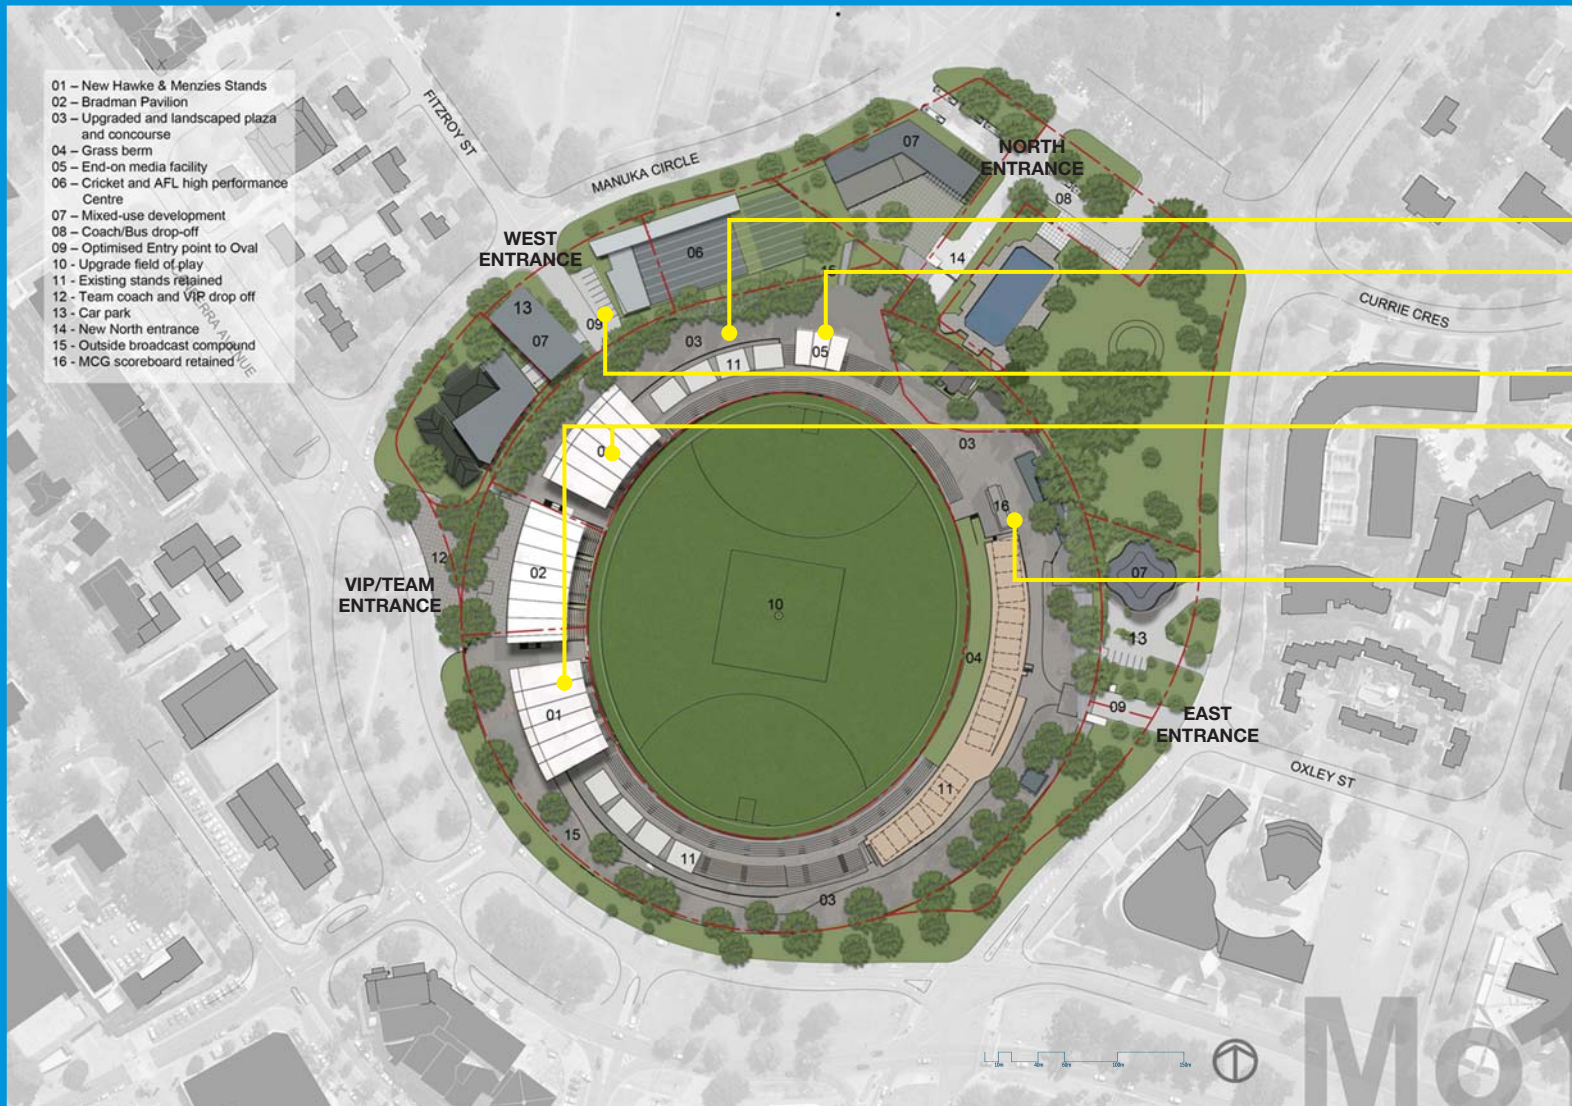 01 – New Hawke & Menzies Stands
02 – Bradman Pavilion
03 – Upgraded and landscaped plaza
and concourse
04 – Grass berm
05 – End-on media facility
06 – Cricket and AFL high performance
Centre
07 – Mixed-use development
08 – Coach/Bus drop-off
09 – Optimised Entry point to Oval
10 - Upgrade field of play
11 - Existing stands retained
12 - Team coach and VIP drop off
13 - Car park
14 - New North entrance
15 - Outside broadcast compound
16 - MCG scoreboard retained
FITZROY ST
MANUKA CIRCLE
07
NORTH
ENTRANCE
08
WEST
ENTRANCE
06
14
13
09
07
03
11
05
CURRIE CRES
03
16
12
02
VIP/TEAM
ENTRANCE
10
07
13
04
01
09
EAST
ENTRANCE
OXLEY ST
11
15
11
03
10m
40m
60m
100m
150m